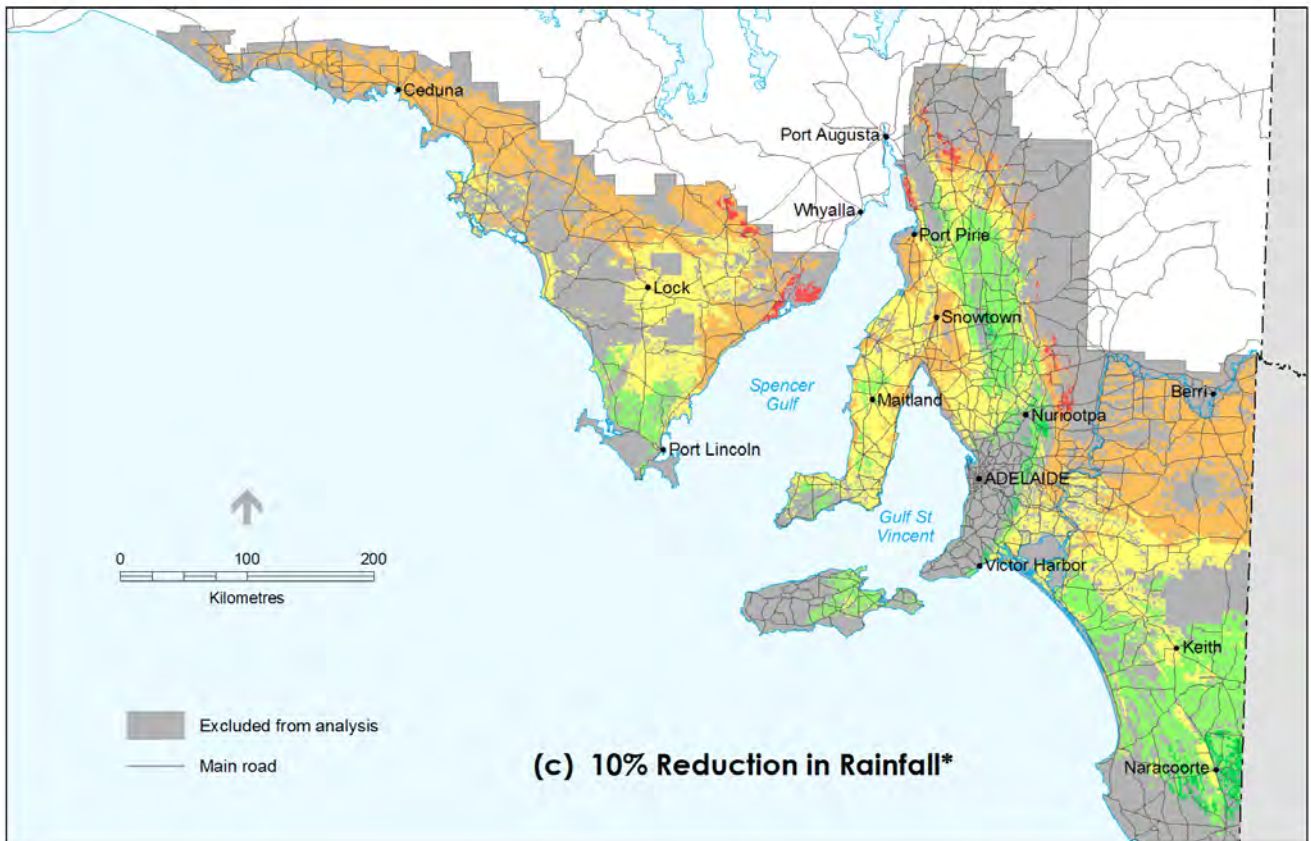 Ceduna
Port Augusta
Whyalla
Port Pirie
Lock
Snowtown
Spencer
Gulf
Maitland
Berri
Nuriootpa
Port Lincoln
ADELAIDE
Gulf St
Vincent
0 100 200
Kilometres
Victor Harbor
Keith
Excluded from analysis
Main road
(c) 10% Reduction in Rainfall*
Naracoorte